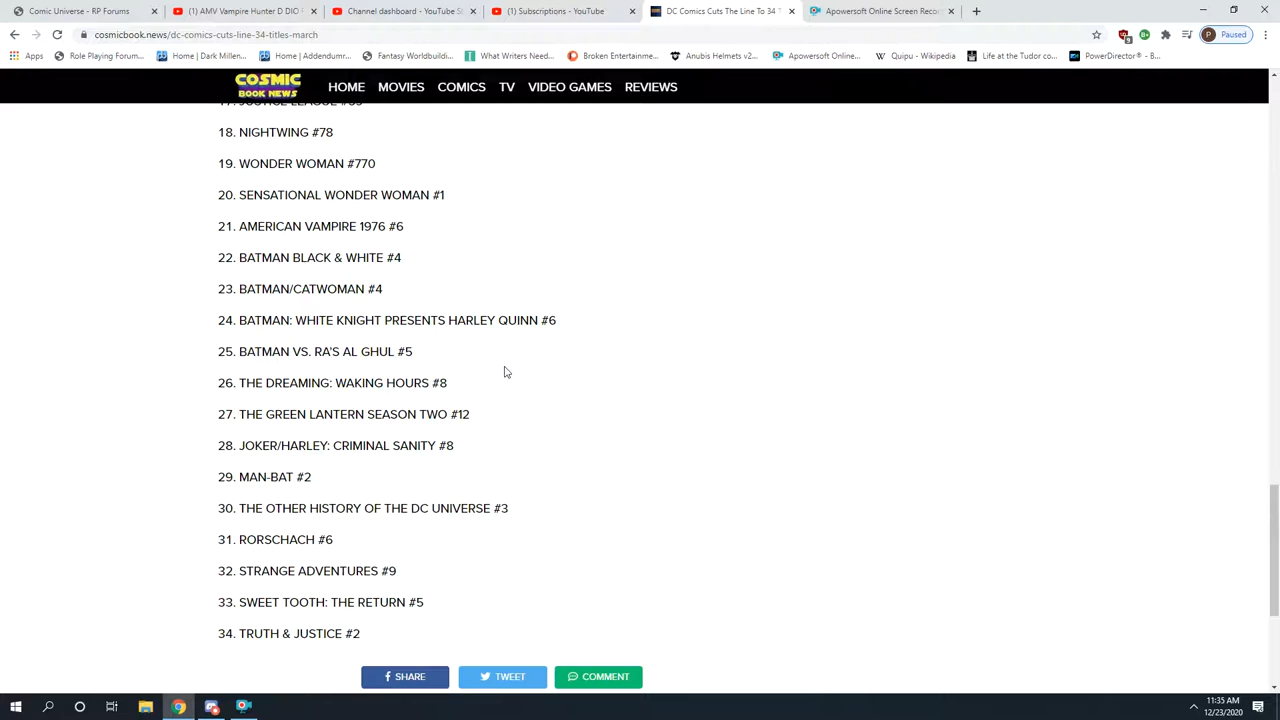 Comic Universe - RP Forums...
(1) AMV Vampire Hunter D DIO
Channel dashboard - YouTube St
(1) Subscriptions - YouTube
DC Comics Cuts The Line To 34 T
Apowersoft Online Screen Record
cosmicbook.news/dc-comics-cuts-line-34-titles-march
Paused
Apps
Role Playing Forums...
Home | Dark Millen...
Home | Addendumr...
Fantasy Worldbuildi...
What Writers Need...
Broken Entertainme...
Anubis Helmets v2...
Apowersoft Online...
Quipu - Wikipedia
Life at the Tudor co...
PowerDirector® - B...
COSMIC
BOOK NEWS
HOME MOVIES COMICS TV VIDEO GAMES REVIEWS
17. JUSTICE LEAGUE #59
18. NIGHTWING #78
19. WONDER WOMAN #770
20. SENSATIONAL WONDER WOMAN #1
21. AMERICAN VAMPIRE 1976 #6
22. BATMAN BLACK & WHITE #4
23. BATMAN/CATWOMAN #4
24. BATMAN: WHITE KNIGHT PRESENTS HARLEY QUINN #6
25. BATMAN VS. RA'S AL GHUL #5
26. THE DREAMING: WAKING HOURS #8
27. THE GREEN LANTERN SEASON TWO #12
28. JOKER/HARLEY: CRIMINAL SANITY #8
29. MAN-BAT #2
30. THE OTHER HISTORY OF THE DC UNIVERSE #3
31. RORSCHACH #6
32. STRANGE ADVENTURES #9
33. SWEET TOOTH: THE RETURN #5
34. TRUTH & JUSTICE #2
SHARE
TWEET
COMMENT
11:35 AM
12/23/2020